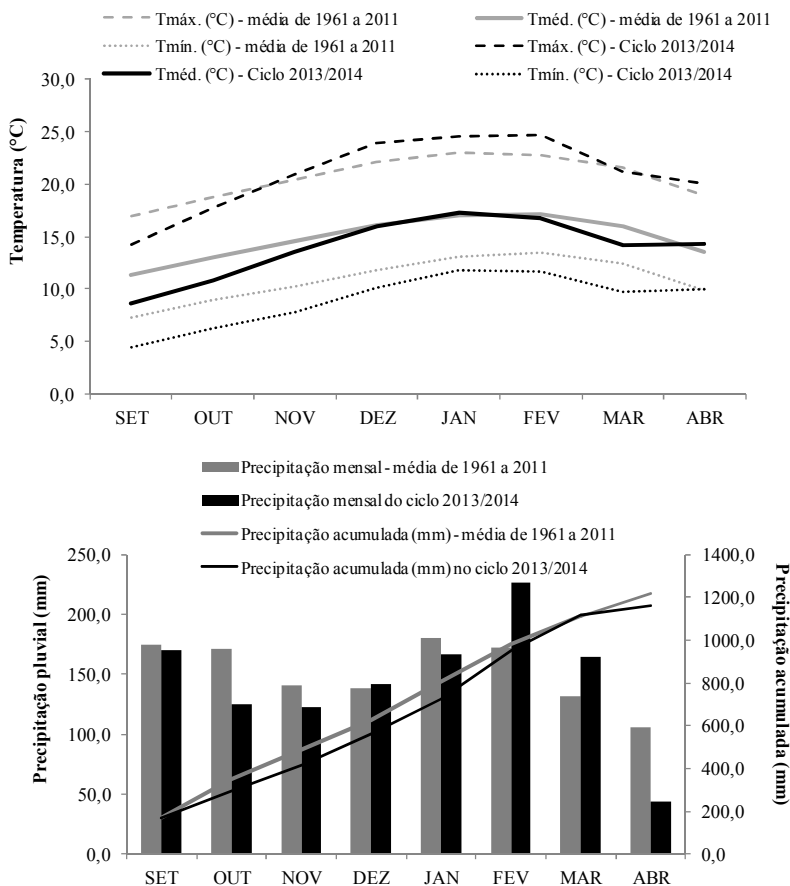 Tmáx. (°C) - média de 1961 a 2011
Tméd. (°C) - média de 1961 a 2011
Tmín. (°C) - média de 1961 a 2011
Tmáx. (°C) - Ciclo 2013/2014
Tméd. (°C) - Ciclo 2013/2014
Tmín. (°C) - Ciclo 2013/2014
Temperatura (°C)
30,0
25,0
20,0
15,0
10,0
5,0
0,0
SET OUT NOV DEZ JAN FEV MAR ABR
Precipitação mensal - média de 1961 a 2011
Precipitação mensal do ciclo 2013/2014
Precipitação acumulada (mm) - média de 1961 a 2011
Precipitação acumulada (mm) no ciclo 2013/2014
Precipitação pluvial (mm)
250,0
200,0
150,0
100,0
50,0
0,0
1400,0
1200,0
1000,0
800,0
600,0
400,0
200,0
0,0
Precipitação acumulada (mm)
SET OUT NOV DEZ JAN FEV MAR ABR